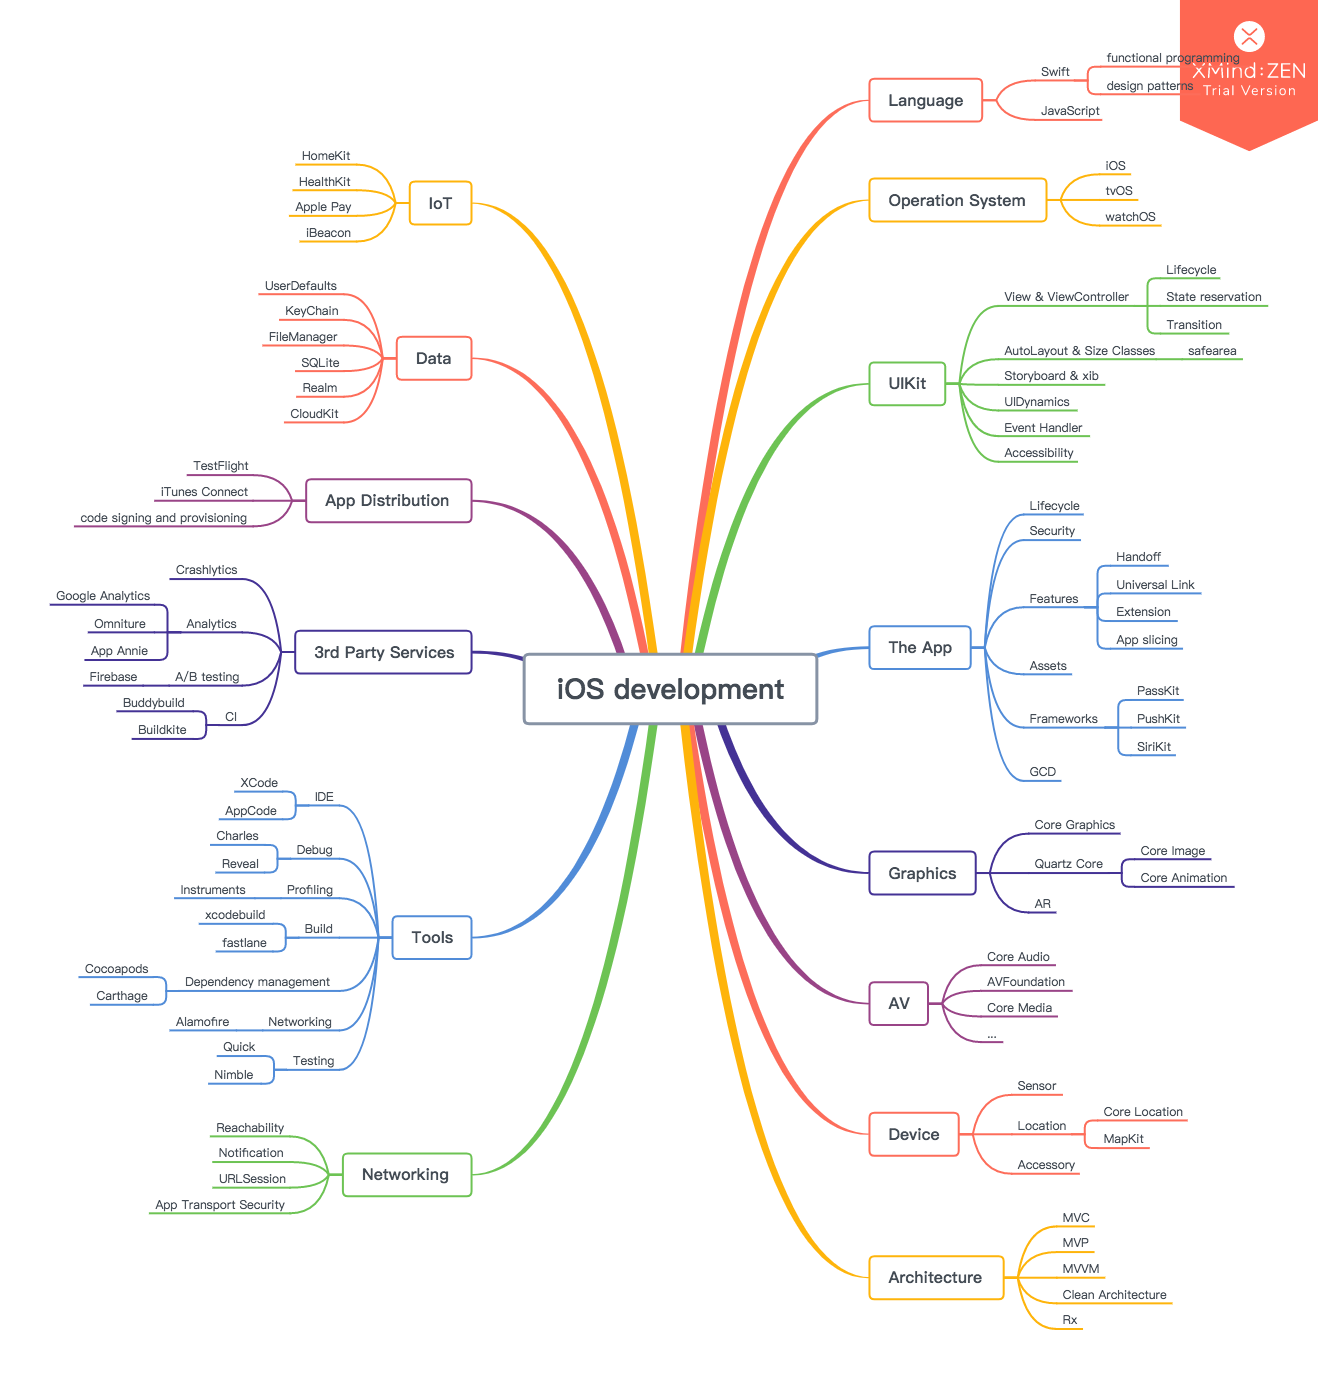 iOS development
Language
Swift
functional programming
design patterns
JavaScript
XMind:ZEN
Trial Version
Operation System
iOS
tvOS
watchOS
UIKit
View & ViewController
Lifecycle
State reservation
Transition
AutoLayout & Size Classes
safearea
Storyboard & xib
UIDynamics
Event Handler
Accessibility
The App
Lifecycle
Security
Features
Handoff
Universal Link
Extension
App slicing
Assets
Frameworks
PassKit
PushKit
SiriKit
GCD
Graphics
Core Graphics
Quartz Core
Core Image
Core Animation
AR
AV
Core Audio
AVFoundation
Core Media
...
Device
Sensor
Location
Core Location
MapKit
Accessory
Architecture
MVC
MVP
MVVM
Clean Architecture
Rx
IoT
HomeKit
HealthKit
Apple Pay
iBeacon
Data
UserDefaults
KeyChain
FileManager
SQLite
Realm
CloudKit
App Distribution
TestFlight
iTunes Connect
code signing and provisioning
3rd Party Services
Crashlytics
Analytics
Google Analytics
Omniture
App Annie
A/B testing
Firebase
CI
Buddybuild
Buildkite
Tools
IDE
XCode
AppCode
Debug
Charles
Reveal
Profiling
Instruments
Build
xcodebuild
fastlane
Dependency management
Cocoapods
Carthage
Networking
Alamofire
Testing
Quick
Nimble
Networking
Reachability
Notification
URLSession
App Transport Security